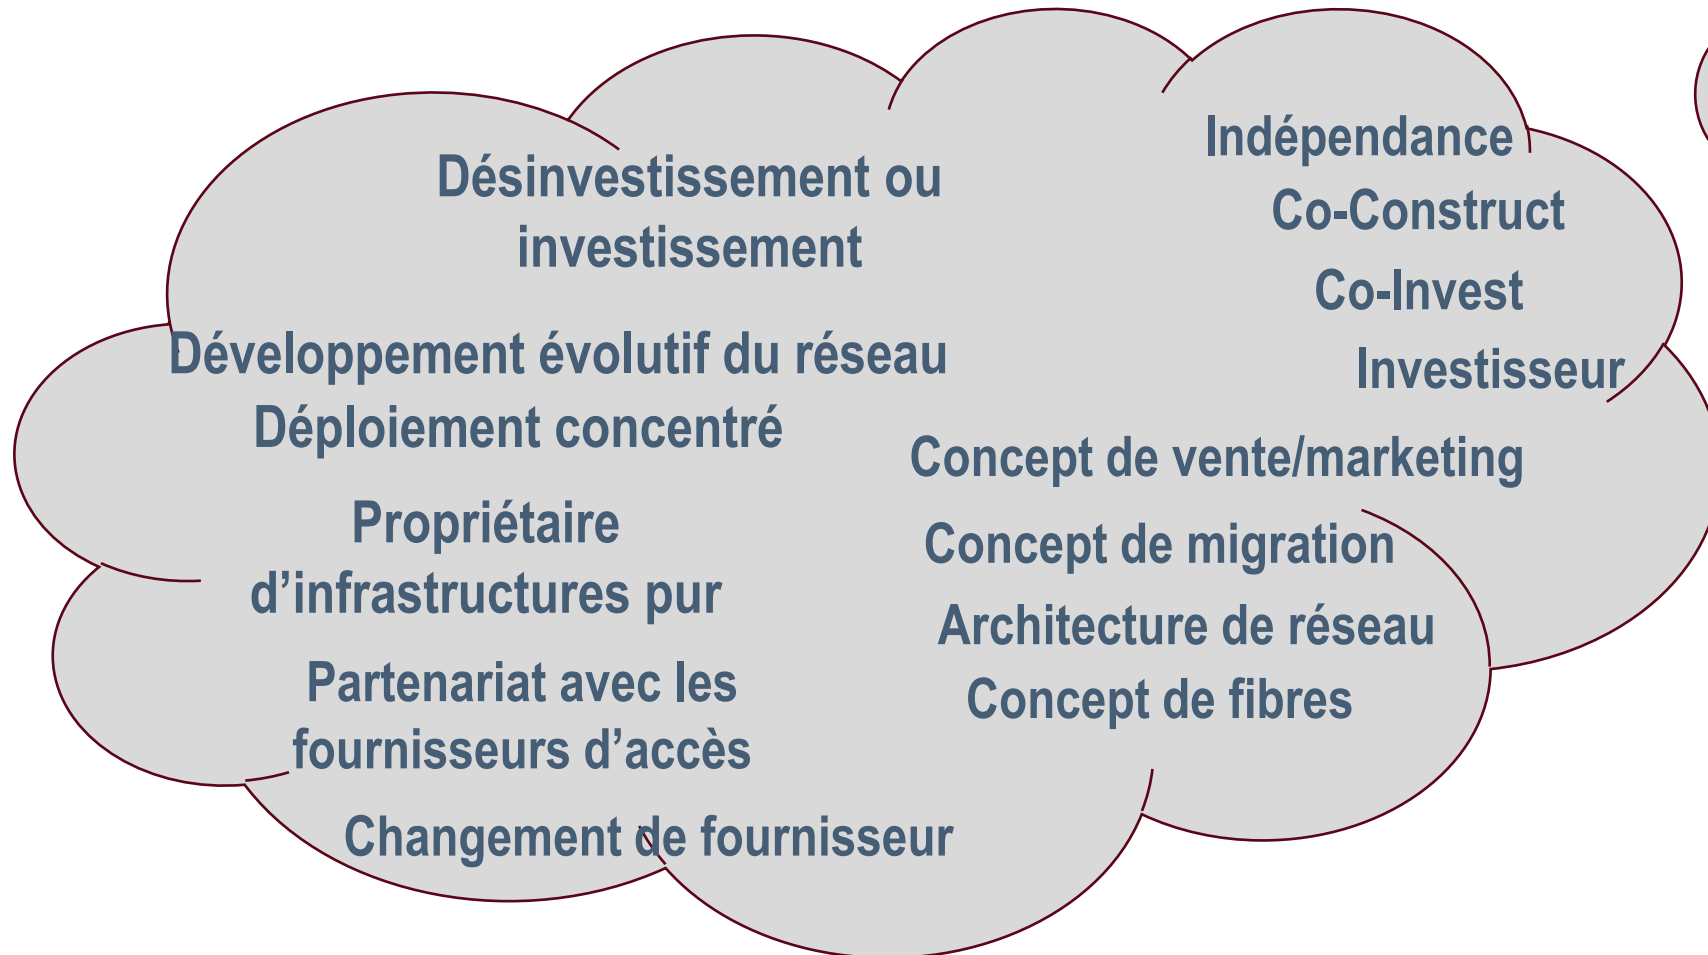 Désinvestissement ou
investissement
Développement évolutif du réseau
Déploiement concentré
Propriétaire
d’infrastructures pur
Partenariat avec les
fournisseurs d’accès
Changement de fournisseur
Indépendance
Co-Construct
Co-Invest
Investisseur
Concept de vente/marketing
Concept de migration
Architecture de réseau
Concept de fibres